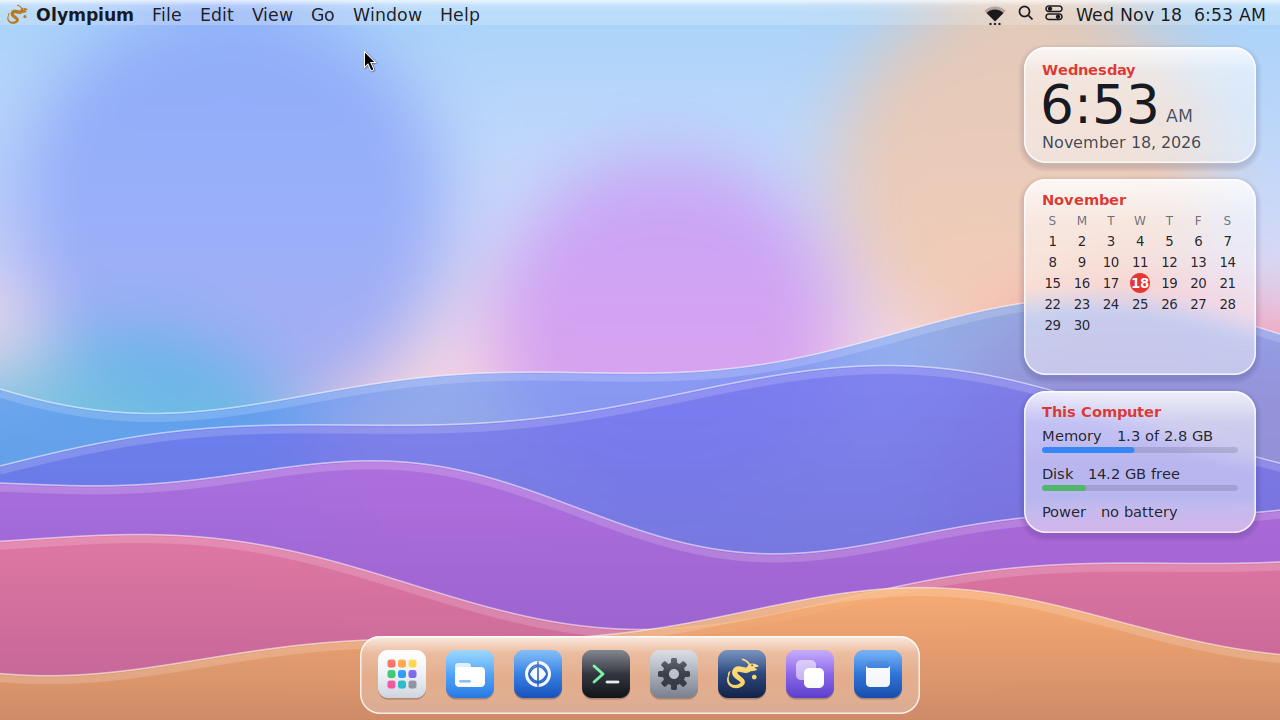 Olympium File Edit View Go Window Help
Wed Nov 18 6:53 AM
Wednesday
6:53 AM
November 18, 2026
November
S M T W T F S
1 2 3 4 5 6 7
8 9 10 11 12 13 14
15 16 17 18 19 20 21
22 23 24 25 26 27 28
29 30
This Computer
Memory 1.3 of 2.8 GB
Disk 14.2 GB free
Power no battery